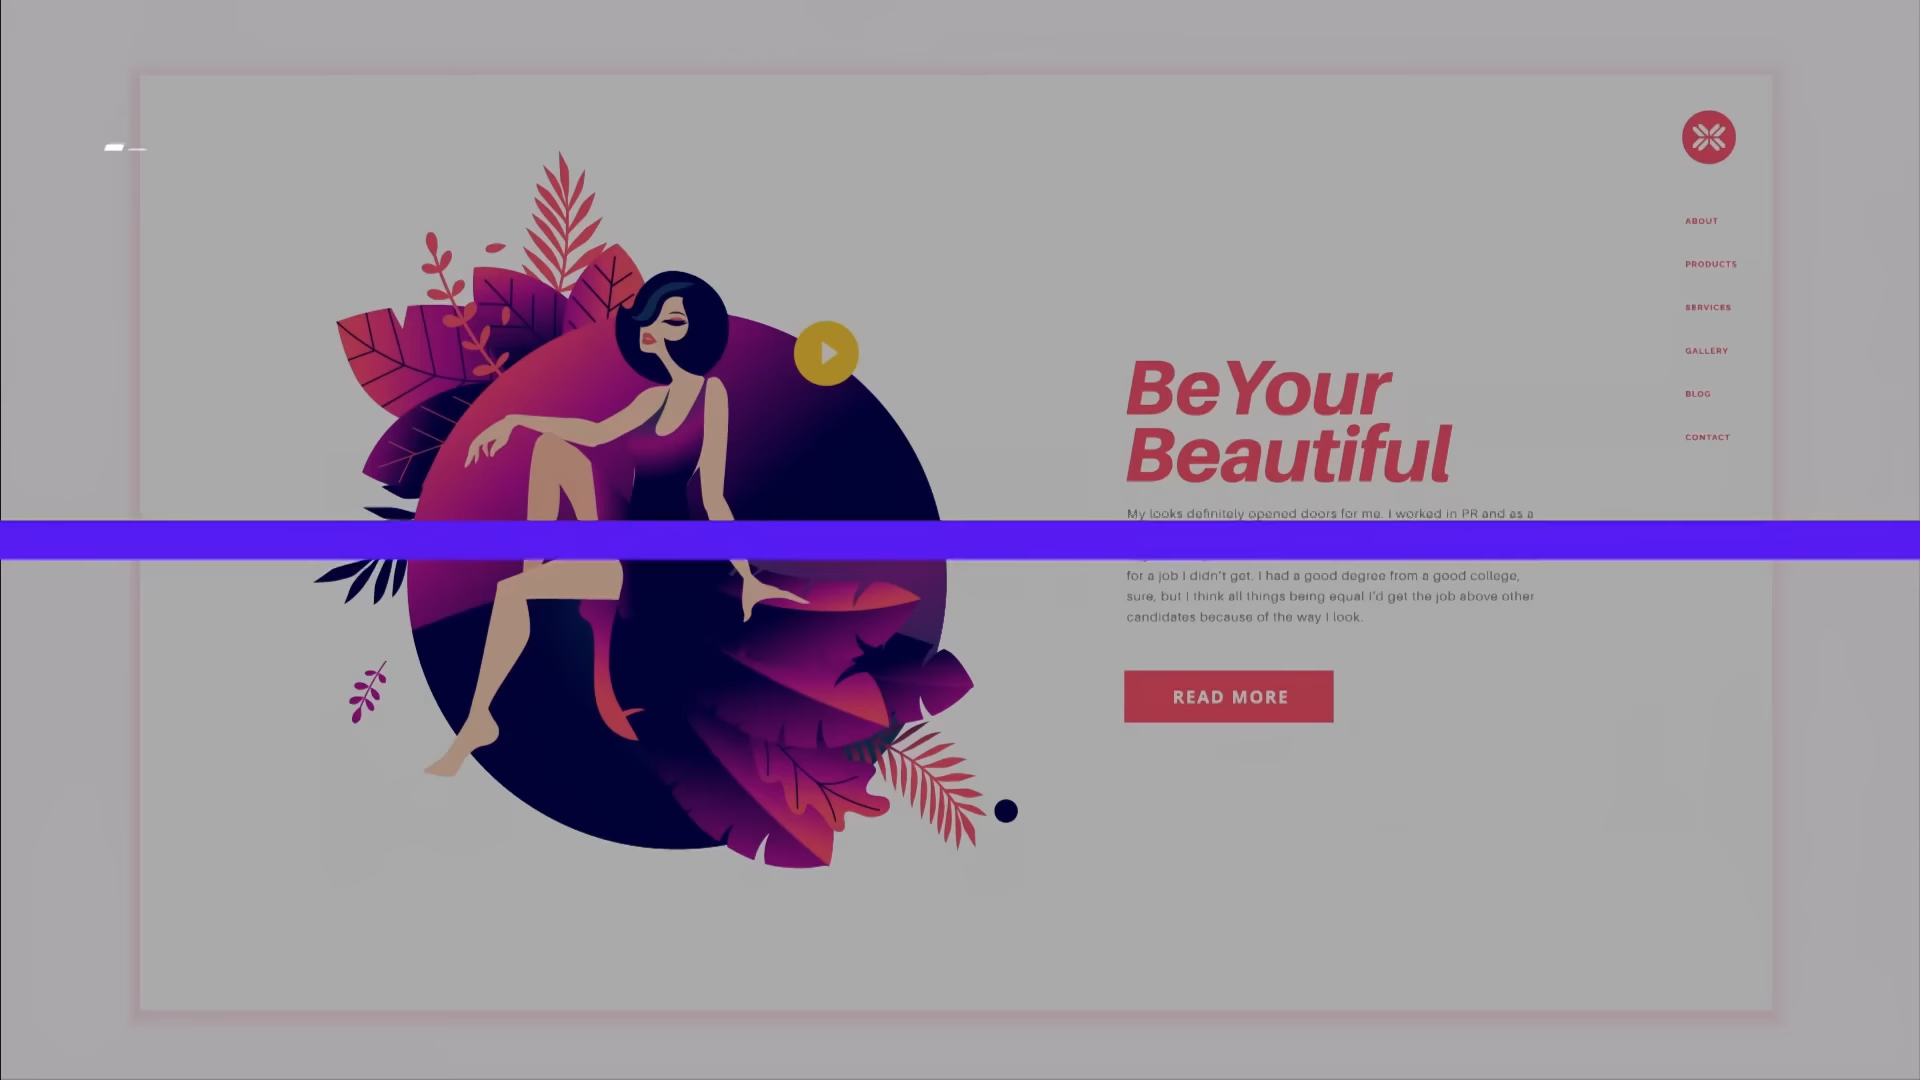 ABOUT
PRODUCTS
SERVICES
GALLERY
BLOG
CONTACT
BeYour
Beautiful
My looks definitely opened doors for me. I worked in PR and as a
for a job I didn't get. I had a good degree from a good college,
sure, but I think all things being equal I'd get the job above other
candidates because of the way I look.
READ MORE